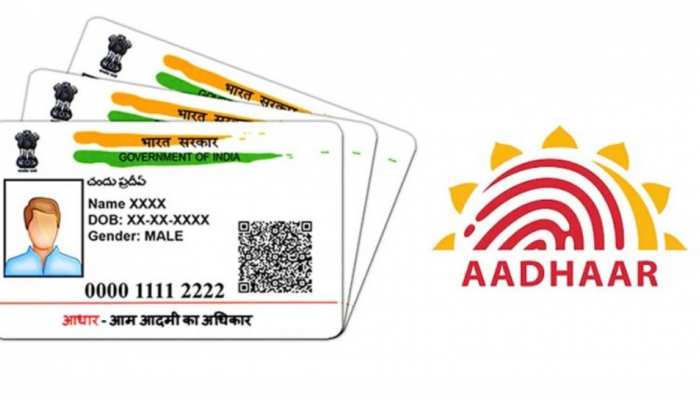 भारत सरकार
GOVERNMENT OF INDIA
చందు ప్రదీప్
Name XXXX
DOB: XX-XX-XXXX
Gender: MALE
0000 1111 2222
आधार - आम आदमी का अधिकार
भारत सरकार
भारत सरकार
AADHAAR